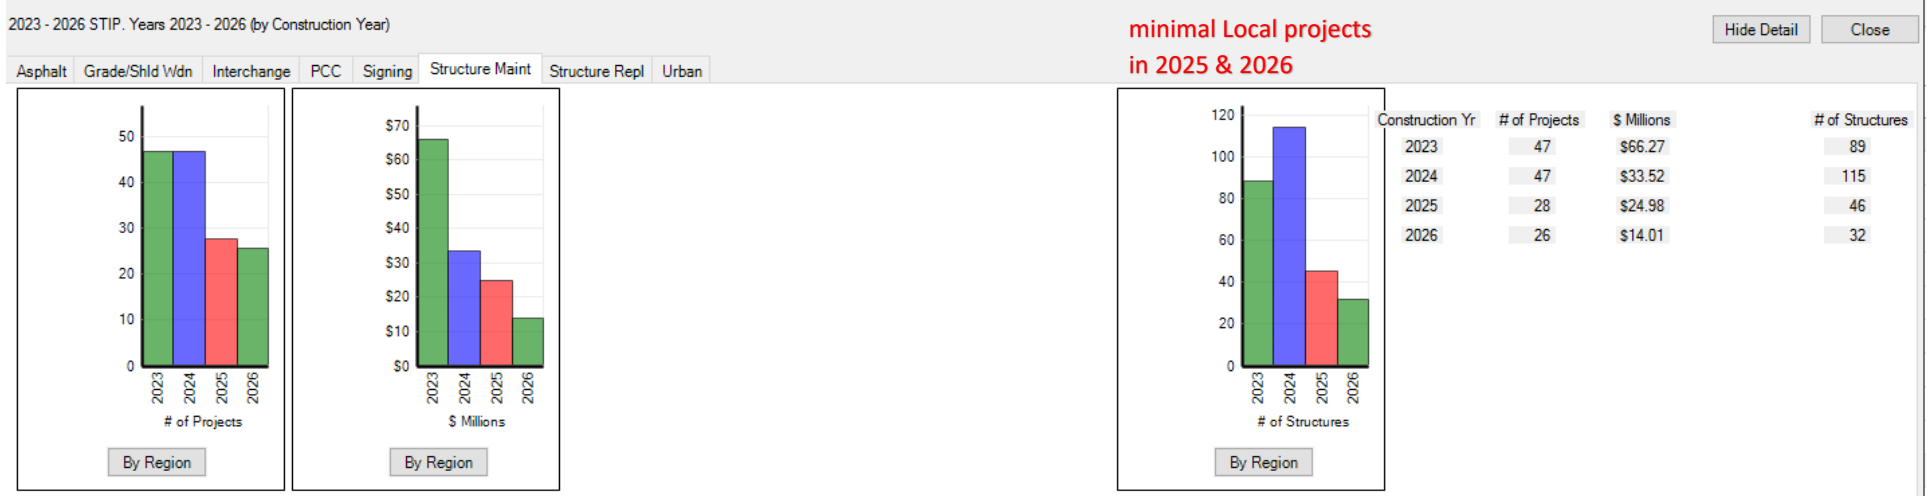 2023 - 2026 STIP. Years 2023 - 2026 (by Construction Year)
minimal Local projects
in 2025 & 2026
Hide Detail Close
Asphalt Grade/Shld Wdn Interchange PCC Signing Structure Maint Structure Repl Urban
50
40
30
20
10
0
2023 2024 2025 2026
# of Projects
By Region
$70
$60
$50
$40
$30
$20
$10
$0
2023 2024 2025 2026
$ Millions
By Region
120
100
80
60
40
20
0
2023 2024 2025 2026
# of Structures
By Region
Construction Yr # of Projects $ Millions # of Structures
2023 47 $66.27 89
2024 47 $33.52 115
2025 28 $24.98 46
2026 26 $14.01 32